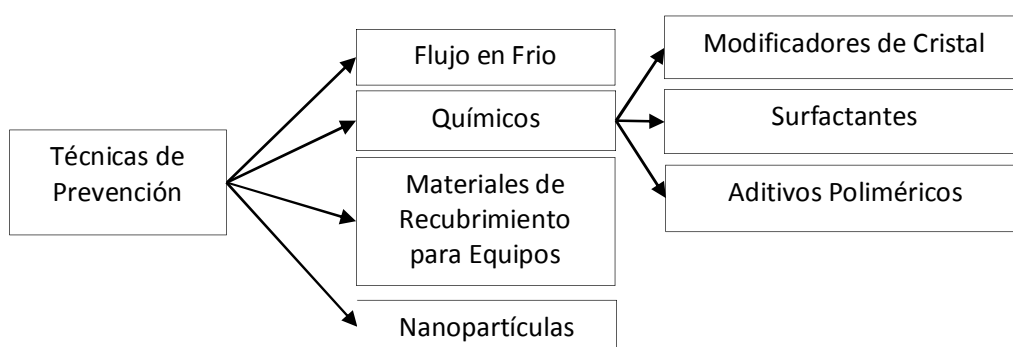 Técnicas de
Prevención
Flujo en Frio
Químicos
Materiales de
Recubrimiento
para Equipos
Nanopartículas
Modificadores de Cristal
Surfactantes
Aditivos Poliméricos